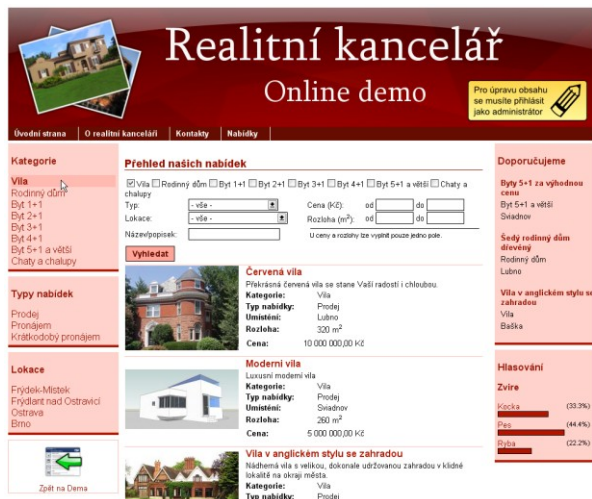 Realitní kancelář
Online demo
Pro úpravu obsahu
se musíte přihlásit
jako administrátor
Úvodní strana
O realitní kanceláři
Kontakty
Nabídky
Kategorie
Vila
Rodinný dům
Byt 1+1
Byt 2+1
Byt 3+1
Byt 4+1
Byt 5+1 a větší
Chaty a chalupy
Typy nabídek
Prodej
Pronájem
Krátkodobý pronájem
Lokace
Frýdek-Místek
Frýdlant nad Ostravicí
Ostrava
Brno
Zpět na Dema
Přehled našich nabídek
Vila Rodinný dům Byt 1+1 Byt 2+1 Byt 3+1 Byt 4+1 Byt 5+1 a větší Chaty a
chalupy
Typ: - vše - Cena (Kč): od do
Lokace: - vše - Rozloha (m²): od do
Název/popisek: U ceny a rozlohy lze vyplnit pouze jedno pole.
Vyhledat
Červená vila
Překrásná červená vila se stane Vaší radostí i chloubou.
Kategorie: Vila
Typ nabídky: Prodej
Umístění: Lubno
Rozloha: 320 m²
Cena: 10 000 000,00 Kč
Moderní vila
Luxusní moderní vila
Kategorie: Vila
Typ nabídky: Prodej
Umístění: Sviadnov
Rozloha: 260 m²
Cena: 5 000 000,00 Kč
Vila v anglickém stylu se zahradou
Nádherná vila s velikou, dokonale udržovanou zahradou v klidné
lokalitě na okraji města.
Kategorie: Vila
Typ nabídky: Prodej
Doporučujeme
Byty 5+1 za výhodnou
cenu
Byt 5+1 a větší
Sviadnov
Šedý rodinný dům
dřevěný
Rodinný dům
Lubno
Vila v anglickém stylu se
zahradou
Vila
Baška
Hlasování
Zvíře
Kočka (33.3%)
Pes (44.4%)
Ryba (22.2%)